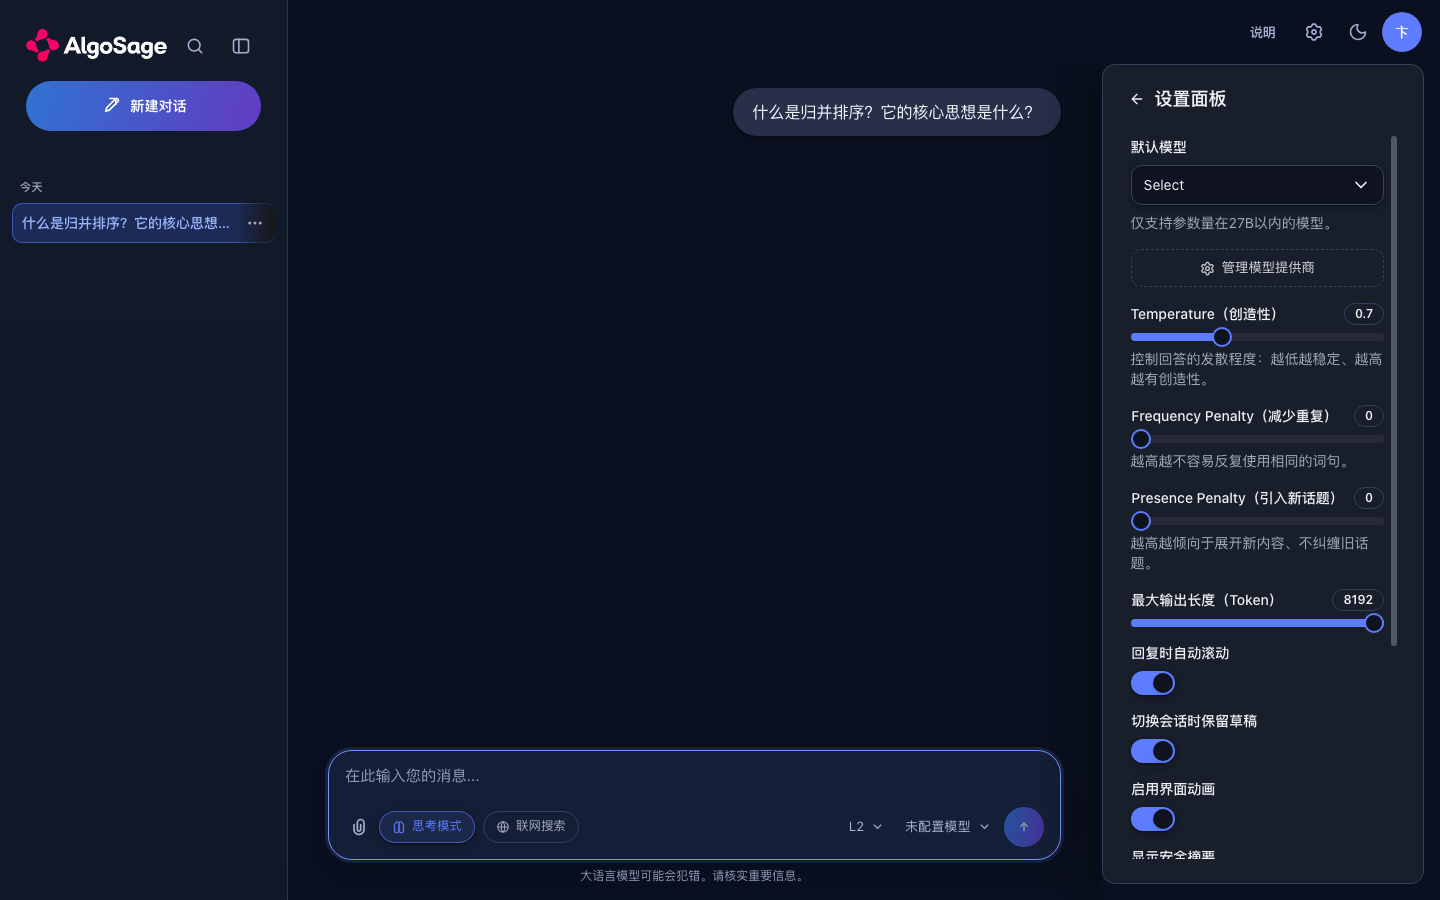 AlgoSage
新建对话
今天
什么是归并排序？它的核心思想...
说明
卞
什么是归并排序？它的核心思想是什么？
在此输入您的消息...
思考模式
联网搜索
L2
未配置模型
大语言模型可能会犯错。请核实重要信息。
设置面板
默认模型
Select
仅支持参数量在27B以内的模型。
管理模型提供商
Temperature（创造性） 0.7
控制回答的发散程度：越低越稳定、越高
越有创造性。
Frequency Penalty（减少重复） 0
越高越不容易反复使用相同的词句。
Presence Penalty（引入新话题） 0
越高越倾向于展开新内容、不纠缠旧话
题。
最大输出长度（Token） 8192
回复时自动滚动
切换会话时保留草稿
启用界面动画
显示安全摘要